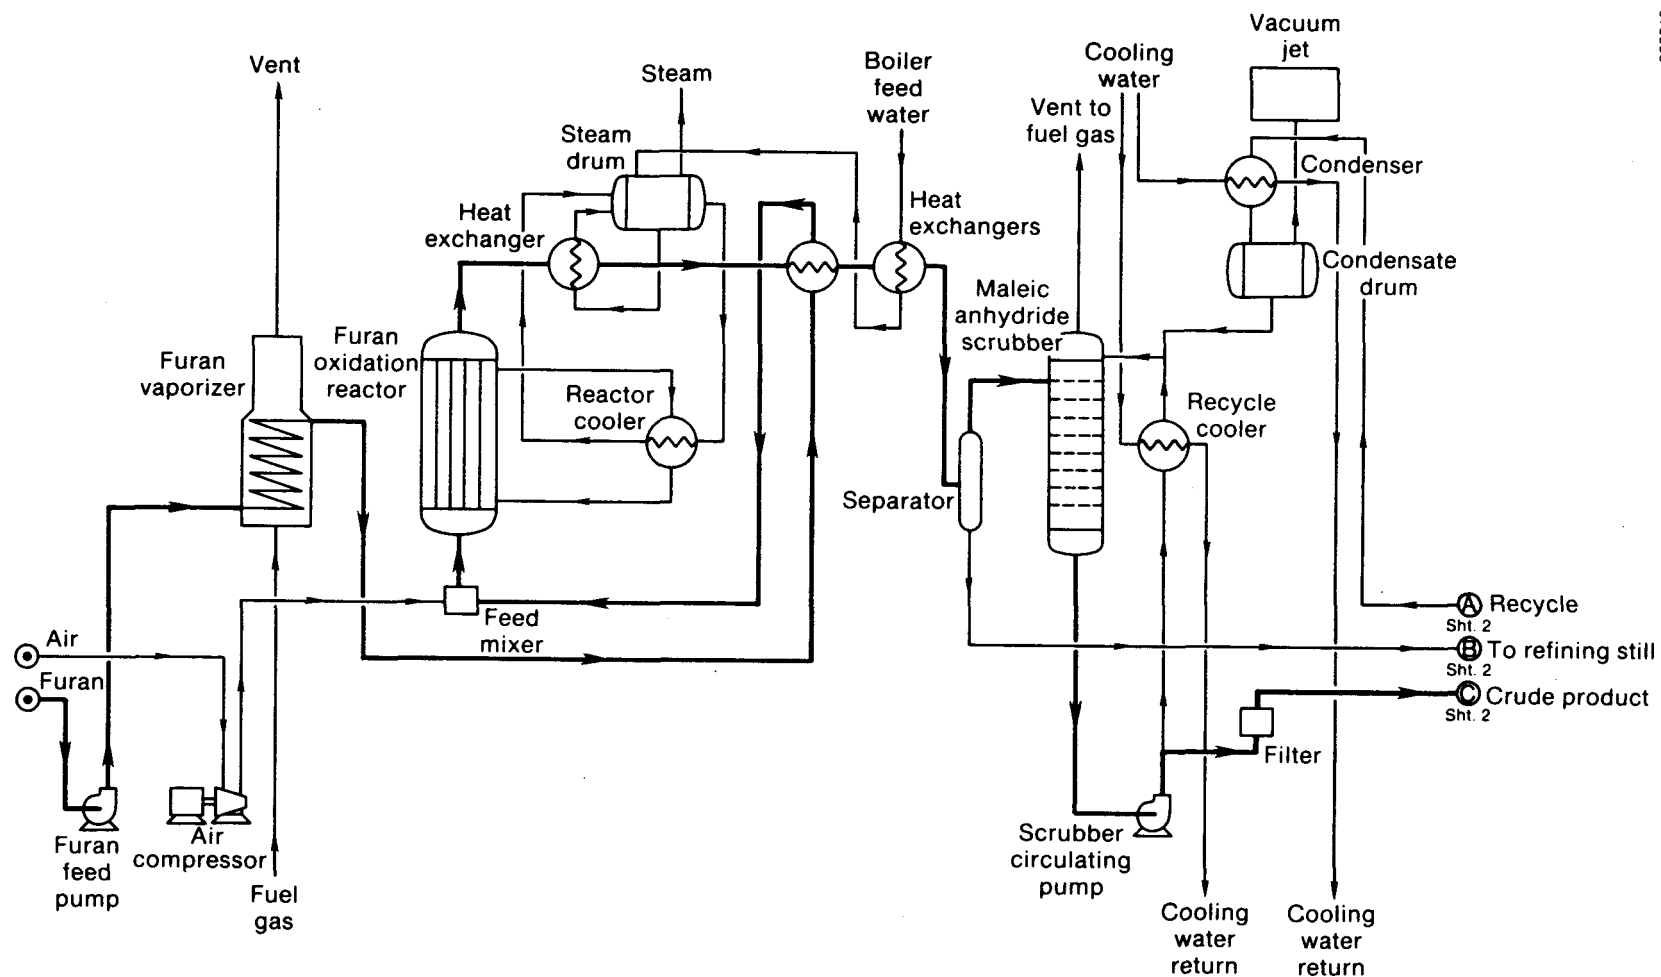 Vacuum
jet
Cooling
water
Boiler
feed
water
Vent
Steam
Vent to
fuel gas
Steam
drum
Condenser
Heat
exchanger
Heat
exchangers
Condensate
drum
Maleic
anhydride
scrubber
Furan
vaporizer
Furan
oxidation
reactor
Reactor
cooler
Recycle
cooler
Separator
Feed
mixer
A Recycle
Sht. 2
B To refining still
Sht. 2
C Crude product
Sht. 2
Air
Furan
Filter
Furan
feed
pump
Air
compressor
Fuel
gas
Scrubber
circulating
pump
Cooling
water
return
Cooling
water
return